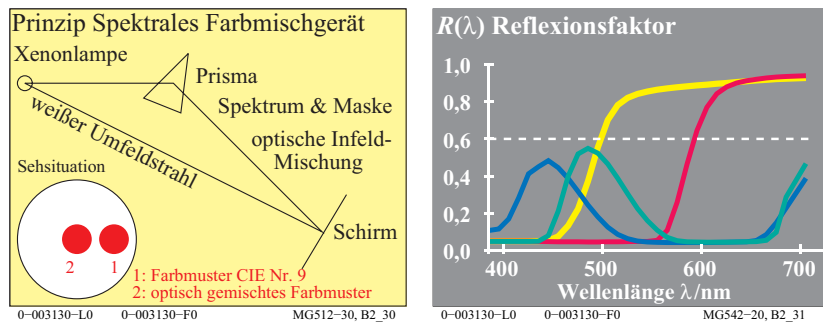 Prinzip Spektrales Farbmischgerät
Xenonlampe
Prisma
Spektrum & Maske
weißer Umfeldstrahl
optische Infeld-
Mischung
Sehsituation
Schirm
2
1
1: Farbmuster CIE Nr. 9
2: optisch gemischtes Farbmuster
0-003130-L0 0-003130-F0 MG512-30, B2_30
R(λ) Reflexionsfaktor
1,0
0,8
0,6
0,4
0,2
0,0
400 500 600 700
Wellenlänge λ/nm
0-003130-L0 0-003130-F0 MG542-20, B2_31